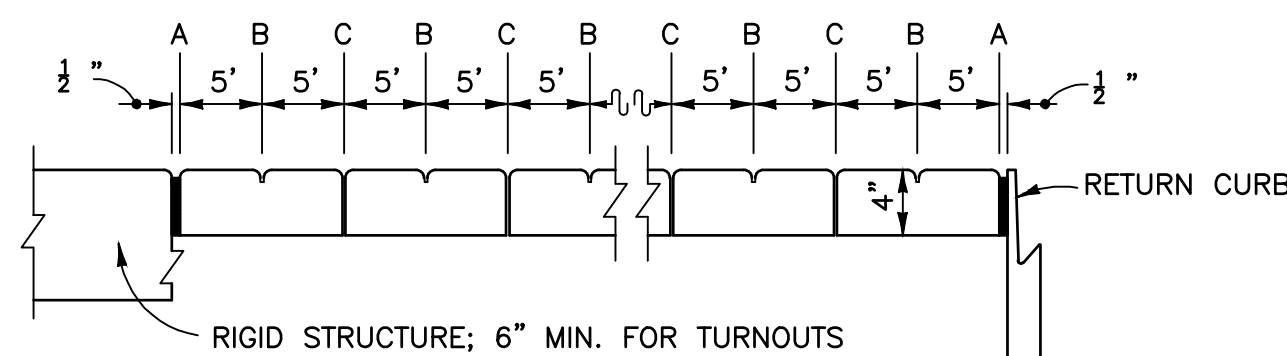 A B C B C B C B C B A
½" 5' 5' 5' 5' 5' 5' 5' 5' 5' ½"
4"
RETURN CURB
RIGID STRUCTURE; 6" MIN. FOR TURNOUTS